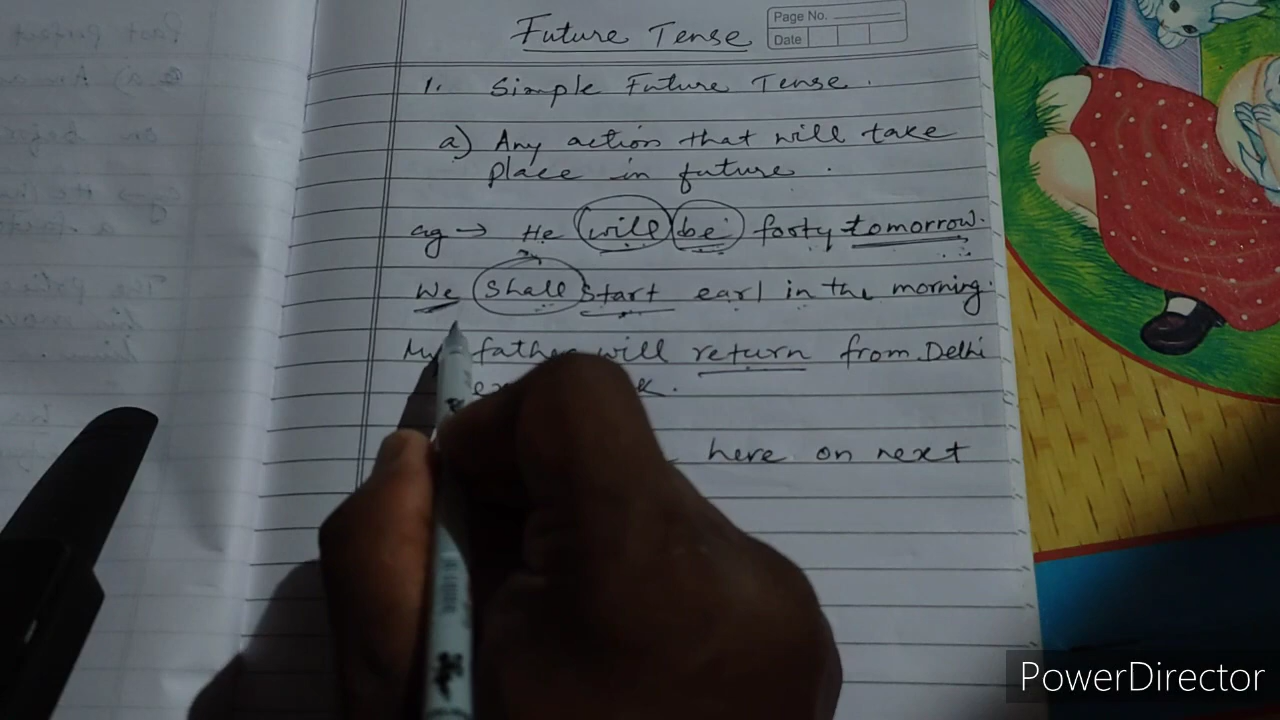 Future Tense
Page No.
Date
1. Simple Future Tense.
a) Any action that will take
place in future.
eg → He will be forty tomorrow.
We Shall Start earl in the morning.
My father will return from Delhi
here on next
PowerDirector